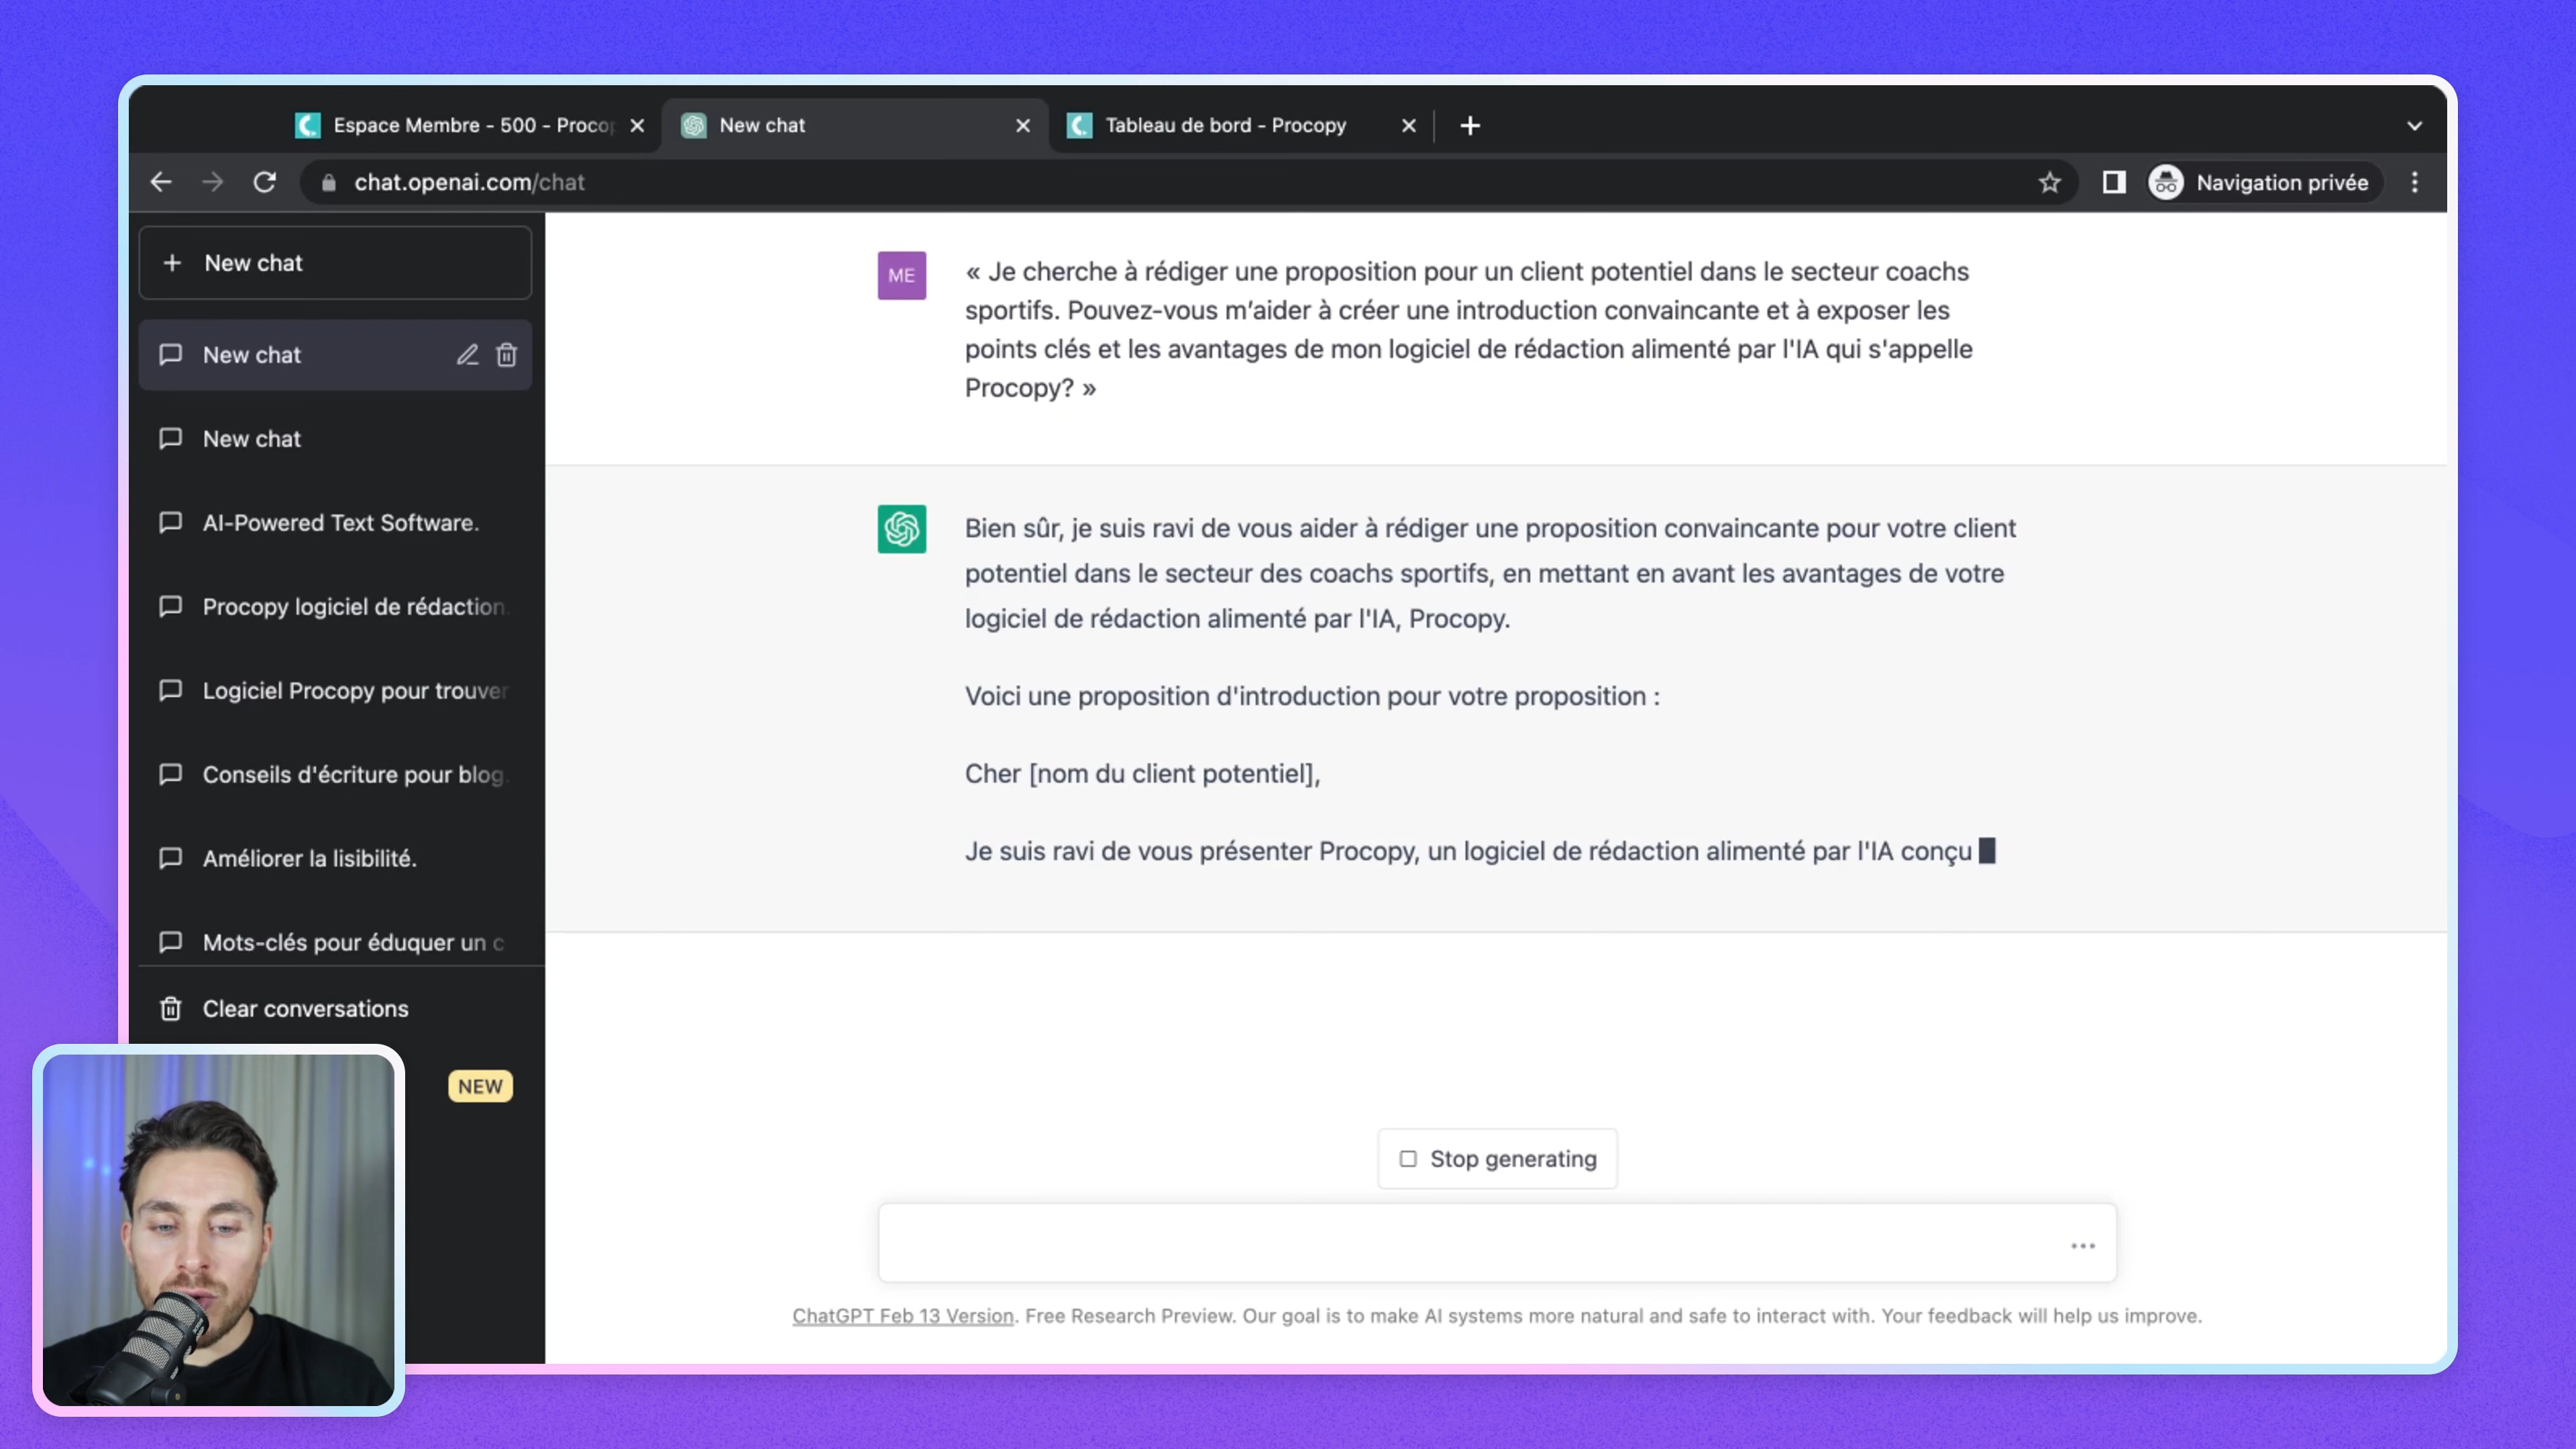 Espace Membre - 500 - Proco
New chat
Tableau de bord - Procopy
chat.openai.com/chat
Navigation privée
New chat
New chat
New chat
AI-Powered Text Software.
Procopy logiciel de rédaction.
Logiciel Procopy pour trouver
Conseils d'écriture pour blog.
Améliorer la lisibilité.
Mots-clés pour éduquer un c
Clear conversations
NEW
ME
« Je cherche à rédiger une proposition pour un client potentiel dans le secteur coachs
sportifs. Pouvez-vous m’aider à créer une introduction convaincante et à exposer les
points clés et les avantages de mon logiciel de rédaction alimenté par l'IA qui s'appelle
Procopy? »
Bien sûr, je suis ravi de vous aider à rédiger une proposition convaincante pour votre client
potentiel dans le secteur des coachs sportifs, en mettant en avant les avantages de votre
logiciel de rédaction alimenté par l'IA, Procopy.
Voici une proposition d'introduction pour votre proposition :
Cher [nom du client potentiel],
Je suis ravi de vous présenter Procopy, un logiciel de rédaction alimenté par l'IA conçu
Stop generating
ChatGPT Feb 13 Version. Free Research Preview. Our goal is to make AI systems more natural and safe to interact with. Your feedback will help us improve.